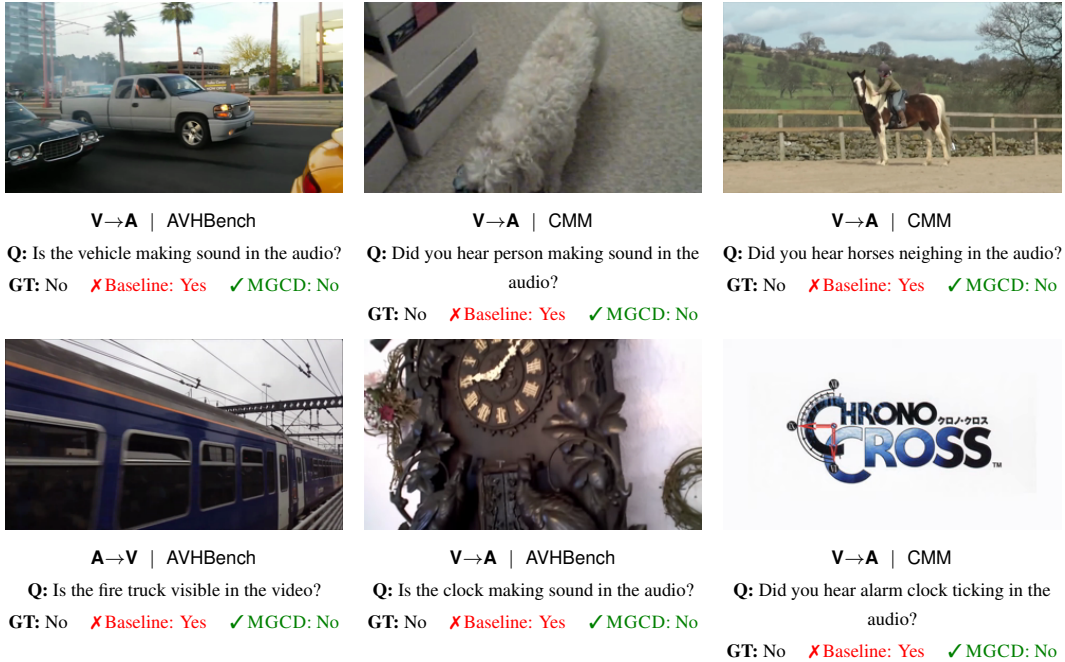 V→A | AVHBench
Q: Is the vehicle making sound in the audio?
GT: No ✗Baseline: Yes ✓MGCD: No
V→A | CMM
Q: Did you hear person making sound in the
audio?
GT: No ✗Baseline: Yes ✓MGCD: No
V→A | CMM
Q: Did you hear horses neighing in the audio?
GT: No ✗Baseline: Yes ✓MGCD: No
CHRONO
クロノ・クロス
CROSS
TM
A→V | AVHBench
Q: Is the fire truck visible in the video?
GT: No ✗Baseline: Yes ✓MGCD: No
V→A | AVHBench
Q: Is the clock making sound in the audio?
GT: No ✗Baseline: Yes ✓MGCD: No
V→A | CMM
Q: Did you hear alarm clock ticking in the
audio?
GT: No ✗Baseline: Yes ✓MGCD: No